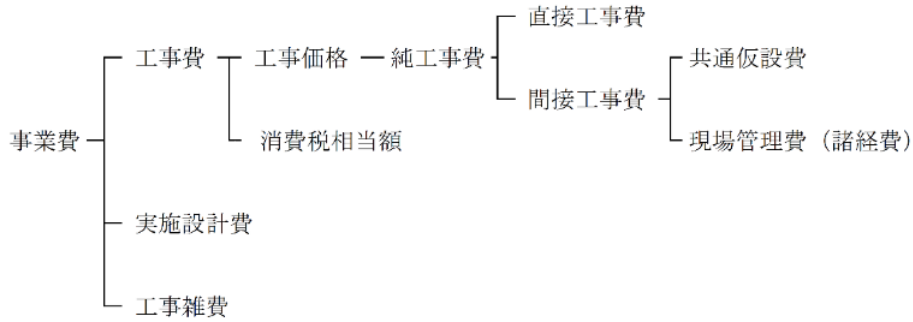 直接工事費
工事費
工事価格
純工事費
共通仮設費
間接工事費
事業費
消費税相当額
現場管理費（諸経費）
実施設計費
工事雑費